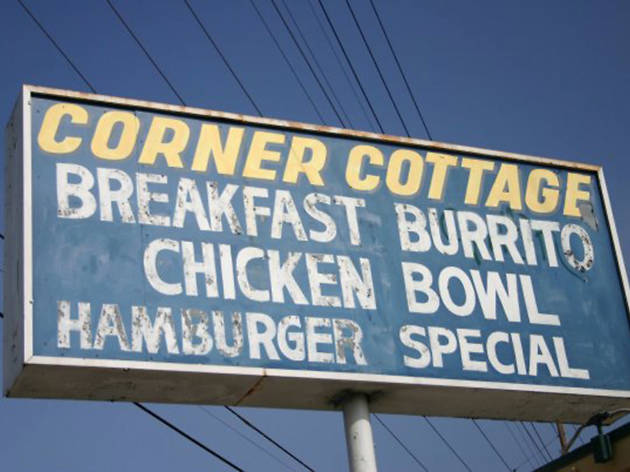 CORNER COTTAGE
BREAKFAST BURRITO
CHICKEN BOWL
HAMBURGER SPECIAL